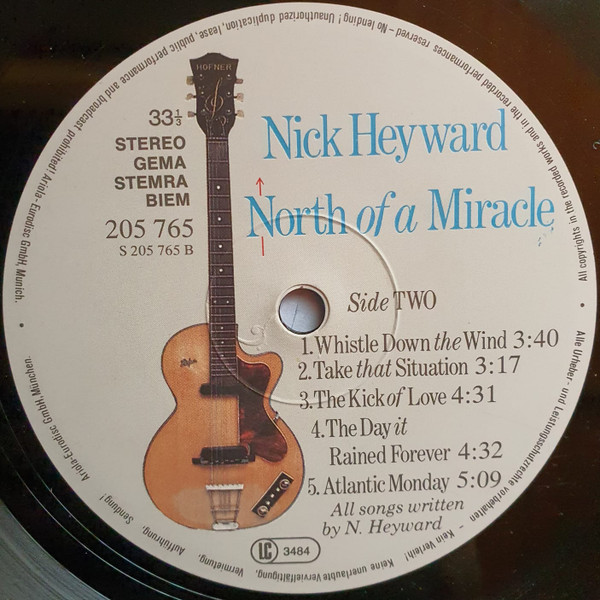 HOFNER
33⅓
STEREO
GEMA
STEMRA
BIEM
205 765
S 205 765 B
Nick Heyward
North of a Miracle
Side TWO
1. Whistle Down the Wind 3:40
2. Take that Situation 3:17
3. The Kick of Love 4:31
4. The Day it
Rained Forever 4:32
5. Atlantic Monday 5:09
All songs written
by N. Heyward
LC 3484
All copyrights in the recorded works and in the recorded performances reserved – No lending! Unauthorized duplication, lease, public performance and broadcast prohibited! Ariola-Eurodisc GmbH, Munich.
Alle Urheber- und Leistungsschutzrechte vorbehalten – Kein Verleih! Keine unerlaubte Vervielfältigung, Vermietung, Aufführung, Sendung! Ariola-Eurodisc GmbH, München